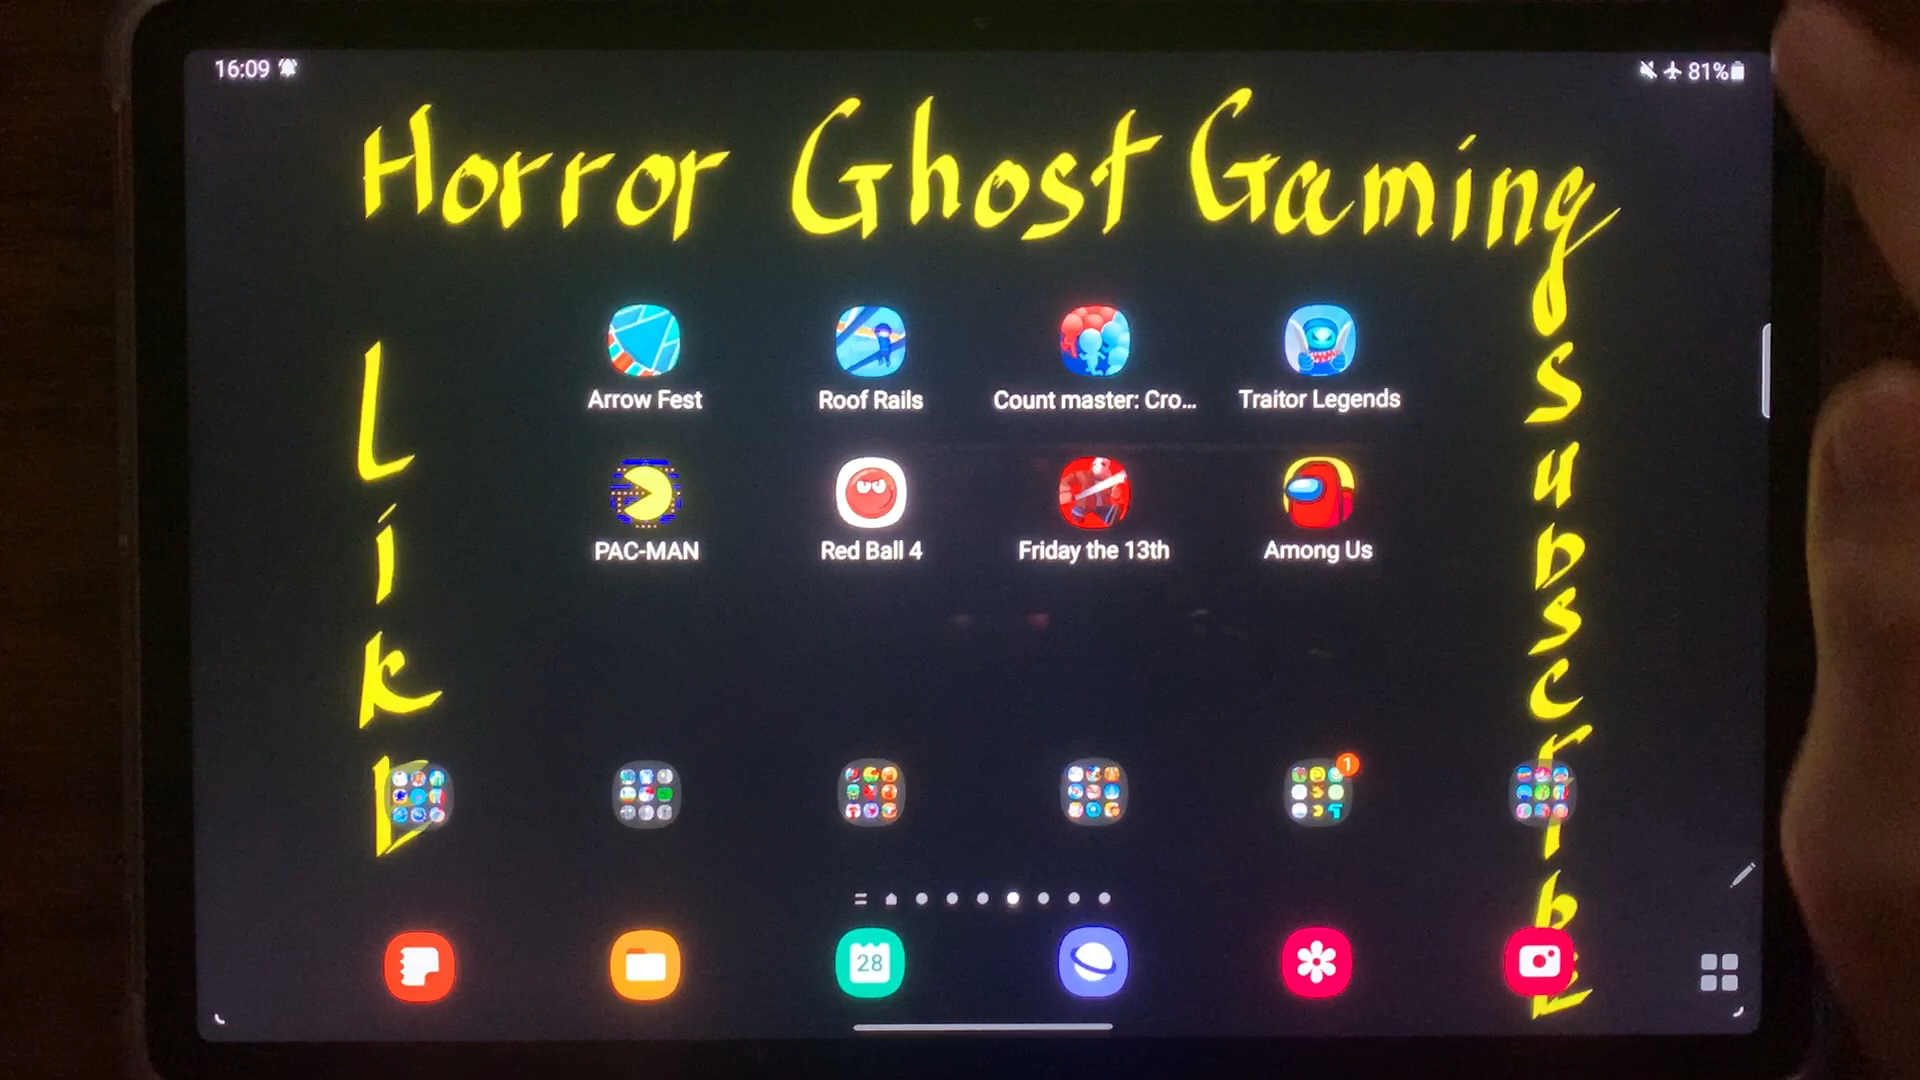 16:09
81%
Horror Ghost Gaming
Like
Subscribe
Arrow Fest
Roof Rails
Count master: Cro...
Traitor Legends
PAC-MAN
Red Ball 4
Friday the 13th
Among Us
1
28